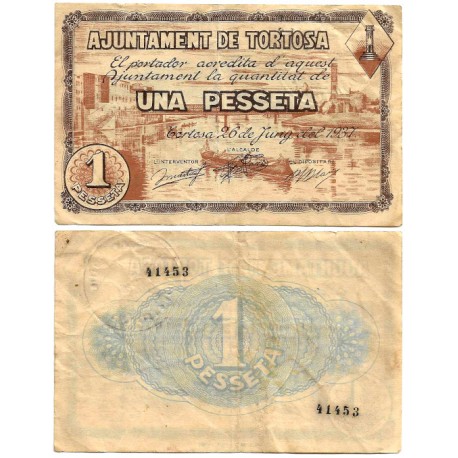 AJUNTAMENT DE TORTOSA
1
El portador acredita d'aquest
Ajuntament la quantitat de
UNA PESSETA
Tortosa, 26 de Juny del 1937
L'ALCALDE
L'INTERVENTOR
EL DIPOSITARI
1
PESSETA
41453
1
PESSETA
41453